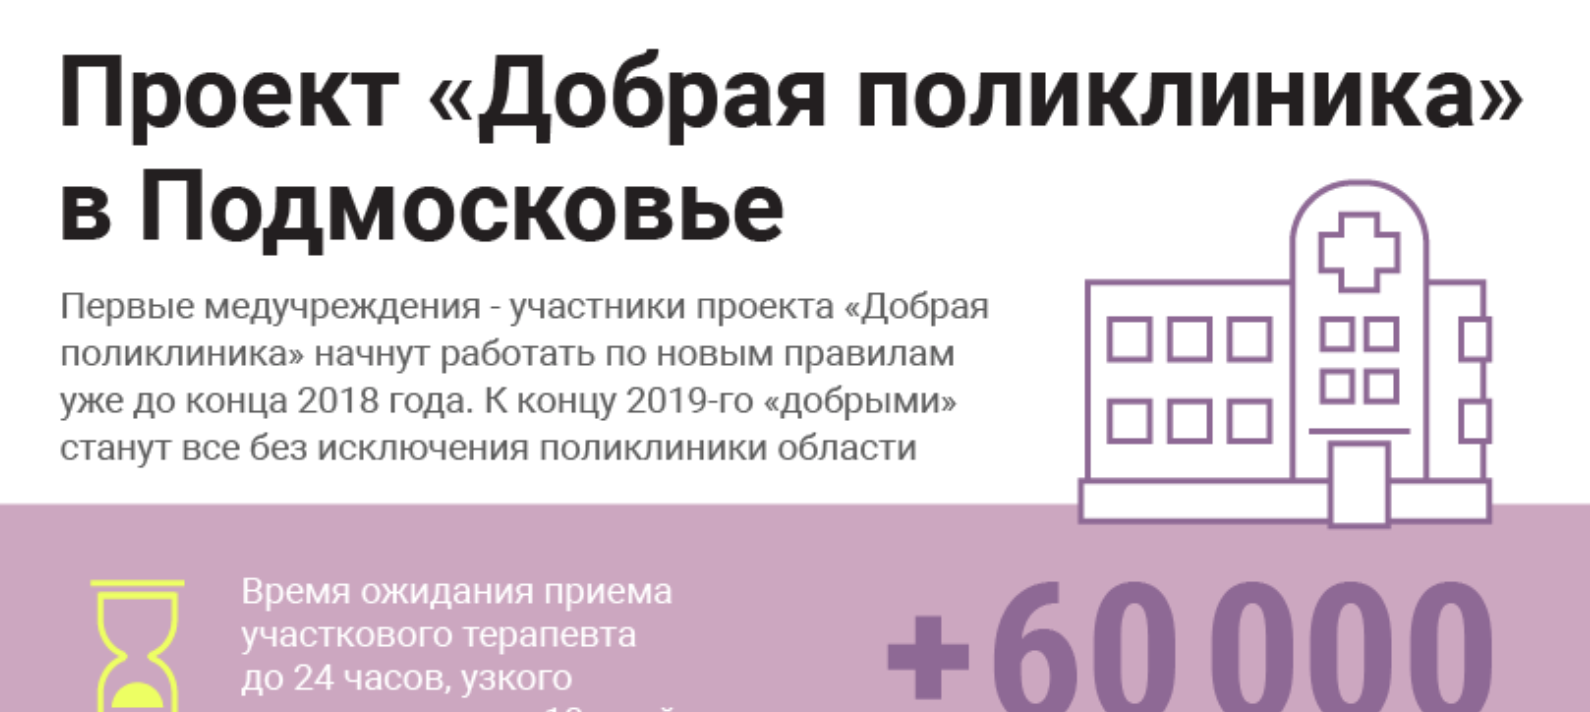 Проект «Добрая поликлиника»
в Подмосковье
Первые медучреждения - участники проекта «Добрая
поликлиника» начнут работать по новым правилам
уже до конца 2018 года. К концу 2019-го «добрыми»
станут все без исключения поликлиники области
Время ожидания приема
участкового терапевта
до 24 часов, узкого
+60 000